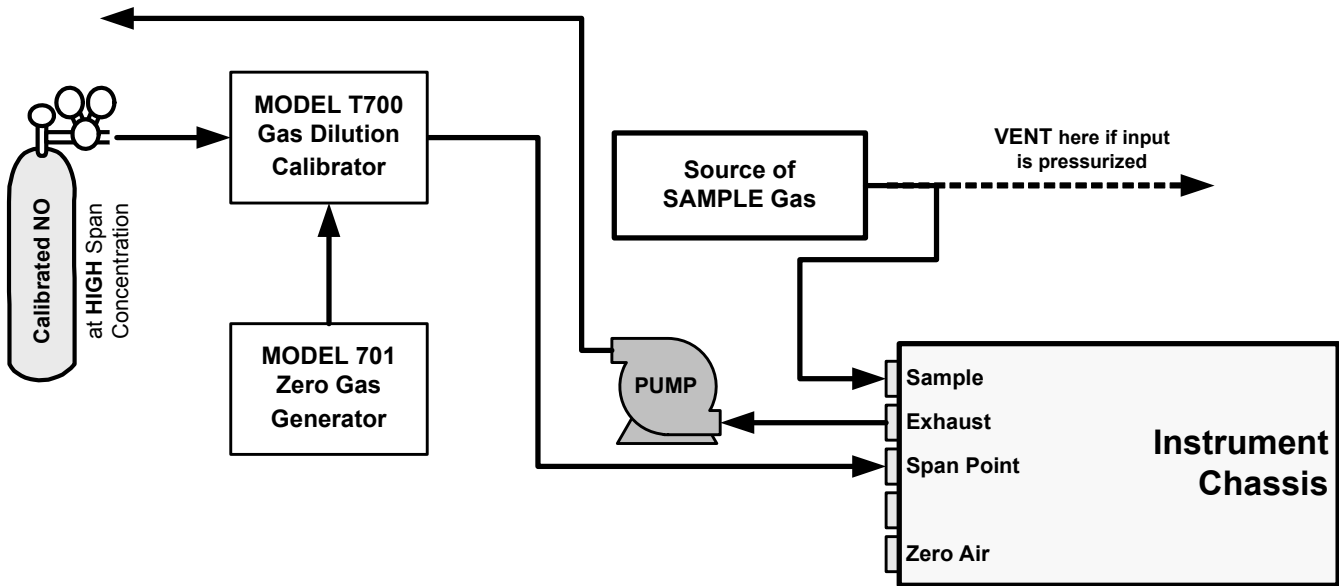 MODEL T700
Gas Dilution
Calibrator
Calibrated NO
at HIGH Span
Concentration
MODEL 701
Zero Gas
Generator
Source of
SAMPLE Gas
VENT here if input
is pressurized
PUMP
Sample
Exhaust
Span Point
Zero Air
Instrument
Chassis